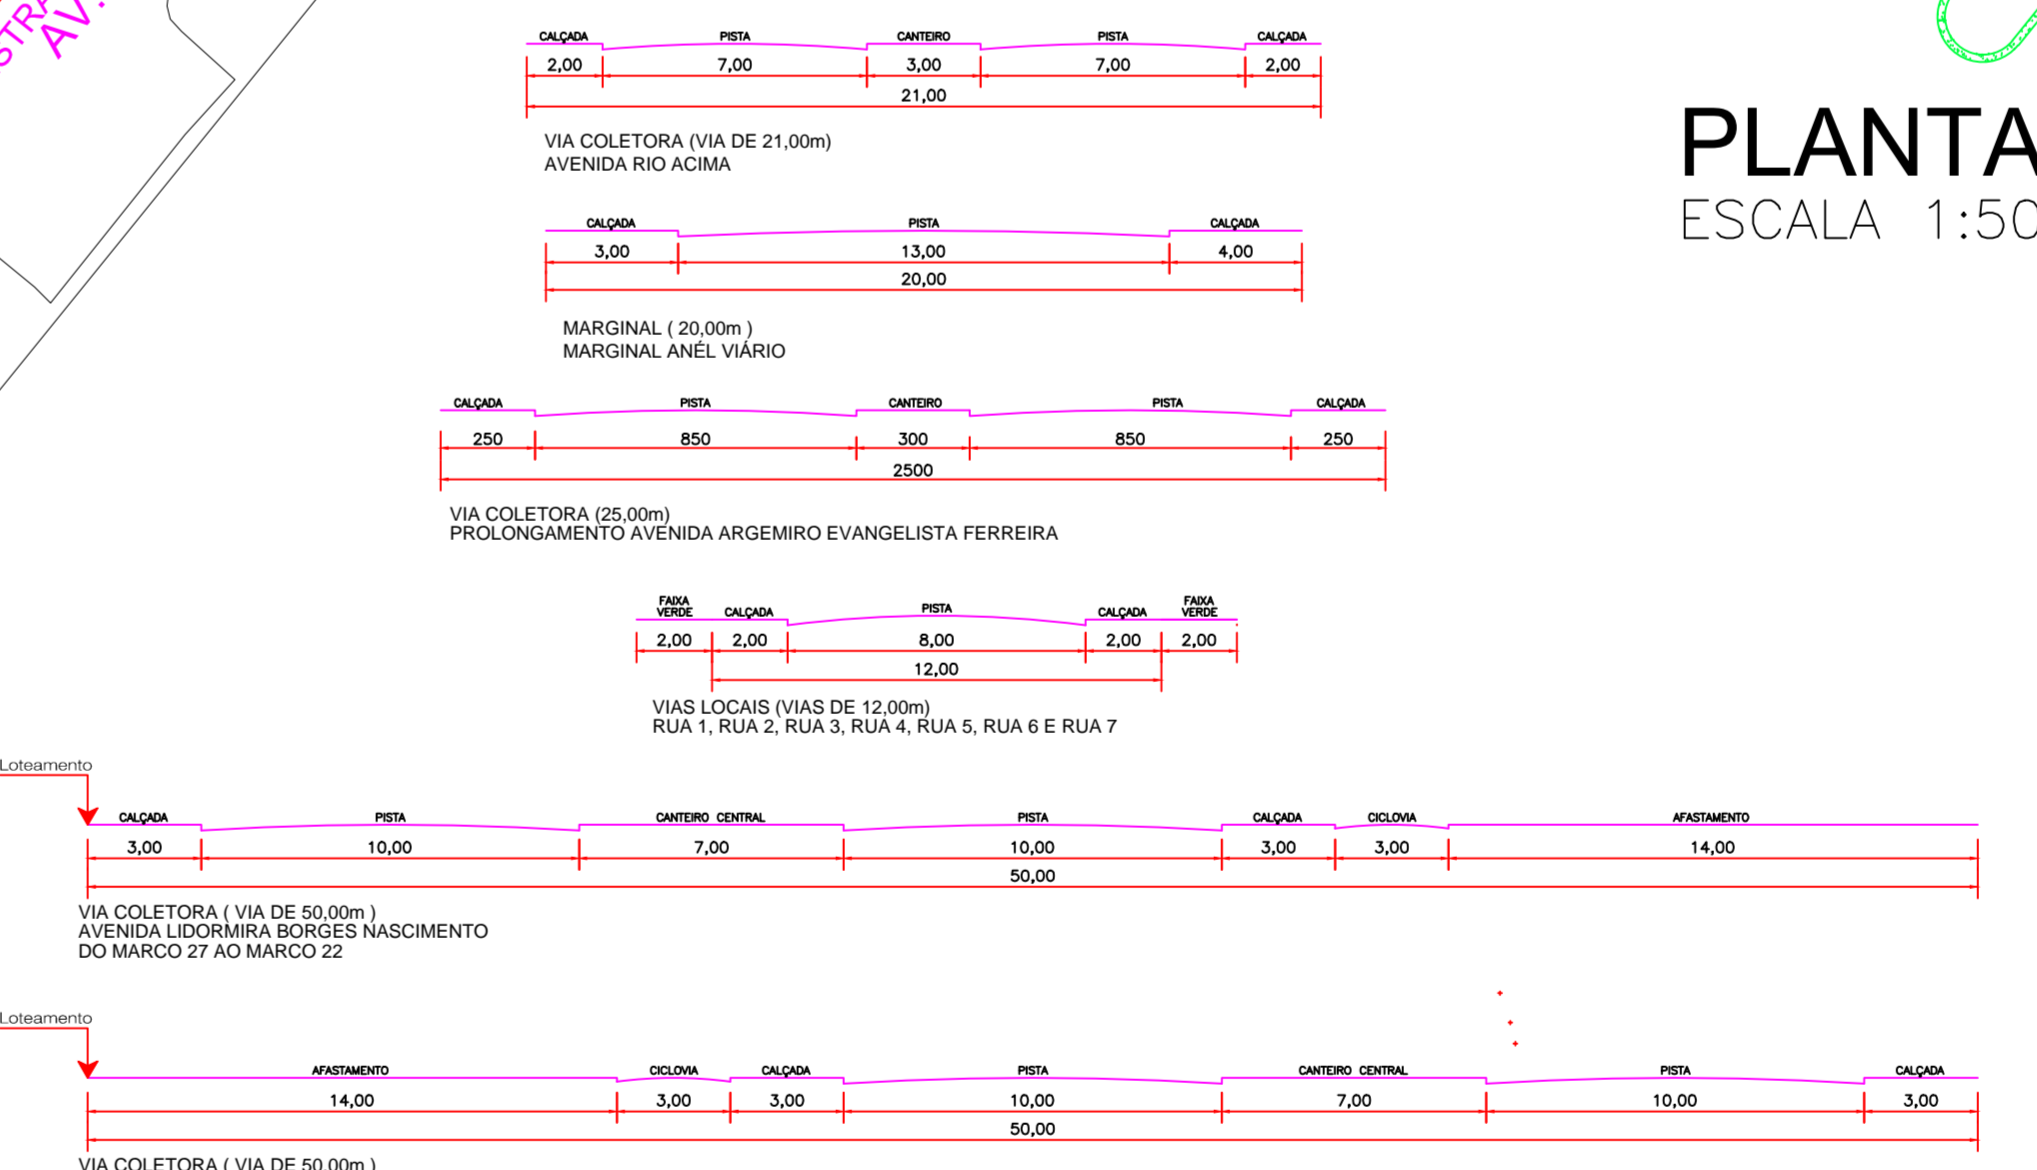 AV.
CALÇADA PISTA CANTEIRO PISTA CALÇADA
2,00 7,00 3,00 7,00 2,00
21,00
VIA COLETORA (VIA DE 21,00m)
AVENIDA RIO ACIMA
PLANTA
ESCALA 1:50
CALÇADA PISTA CALÇADA
3,00 13,00 4,00
20,00
MARGINAL ( 20,00m )
MARGINAL ANÉL VIÁRIO
CALÇADA PISTA CANTEIRO PISTA CALÇADA
250 850 300 850 250
2500
VIA COLETORA (25,00m)
PROLONGAMENTO AVENIDA ARGEMIRO EVANGELISTA FERREIRA
FAIXA VERDE CALÇADA PISTA CALÇADA FAIXA VERDE
2,00 2,00 8,00 2,00 2,00
12,00
VIAS LOCAIS (VIAS DE 12,00m)
RUA 1, RUA 2, RUA 3, RUA 4, RUA 5, RUA 6 E RUA 7
Loteamento
CALÇADA PISTA CANTEIRO CENTRAL PISTA CALÇADA CICLOVIA AFASTAMENTO
3,00 10,00 7,00 10,00 3,00 3,00 14,00
50,00
VIA COLETORA ( VIA DE 50,00m )
AVENIDA LIDORMIRA BORGES NASCIMENTO
DO MARCO 27 AO MARCO 22
Loteamento
AFASTAMENTO CICLOVIA CALÇADA PISTA CANTEIRO CENTRAL PISTA CALÇADA
14,00 3,00 3,00 10,00 7,00 10,00 3,00
50,00
VIA COLETORA ( VIA DE 50,00m )